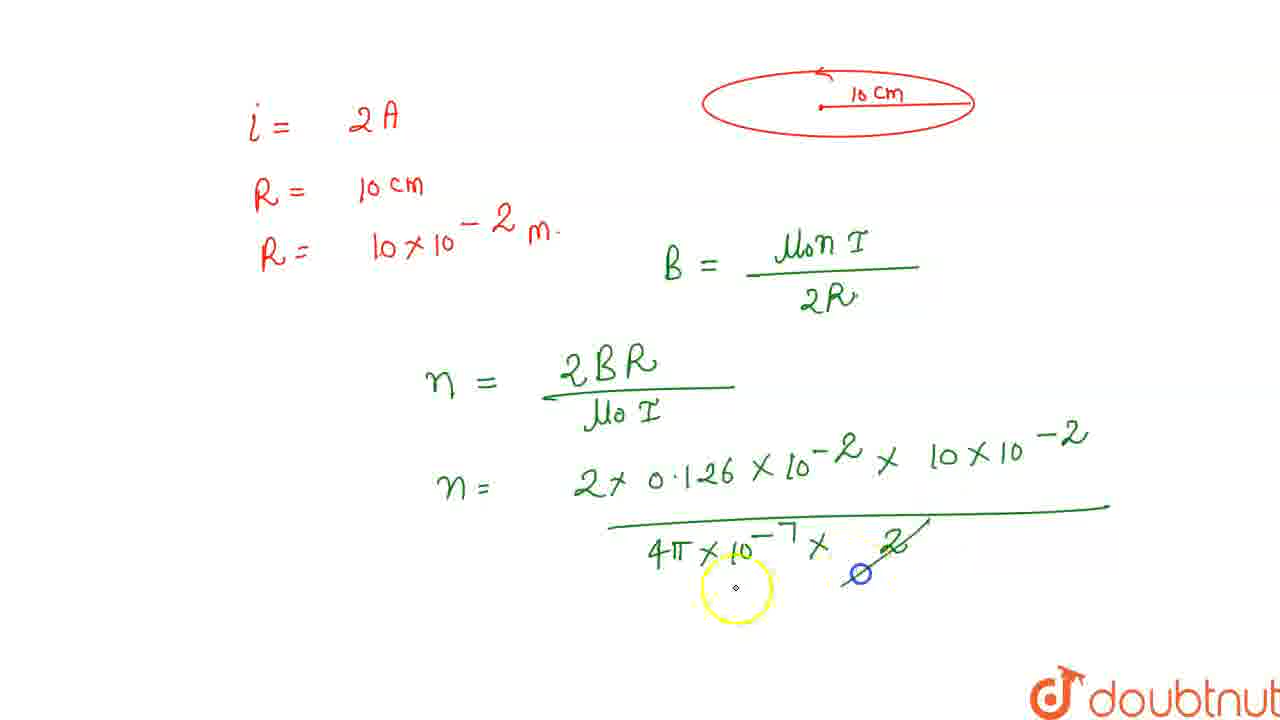 10 cm
i = 2A
R = 10 cm
R = 10 × 10⁻² m.
B = μ₀nI / 2R
n = 2BR / μ₀I
n = 2 × 0.126 × 10⁻² × 10 × 10⁻² / 4π × 10⁻⁷ × 2
doubtnut